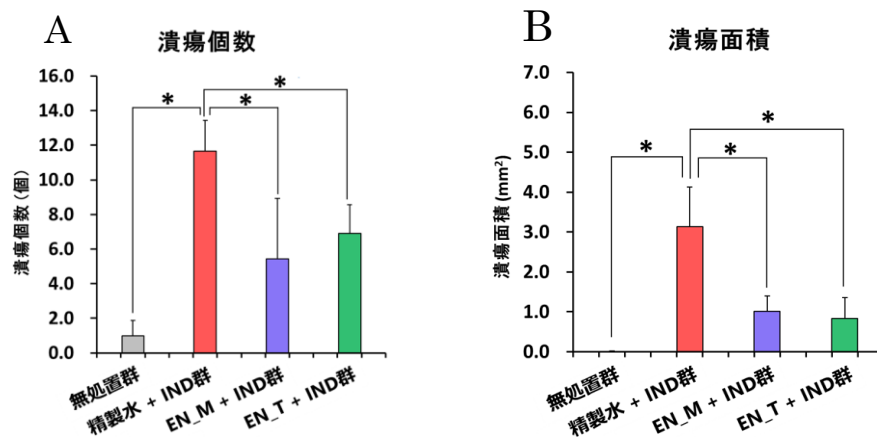 A
潰瘍個数
潰瘍個数 (個)
16.0
14.0
12.0
10.0
8.0
6.0
4.0
2.0
0.0
*
*
*
無処置群
精製水 + IND群
EN_M + IND群
EN_T + IND群
B
潰瘍面積
潰瘍面積 (mm²)
7.0
6.0
5.0
4.0
3.0
2.0
1.0
0.0
*
*
*
無処置群
精製水 + IND群
EN_M + IND群
EN_T + IND群